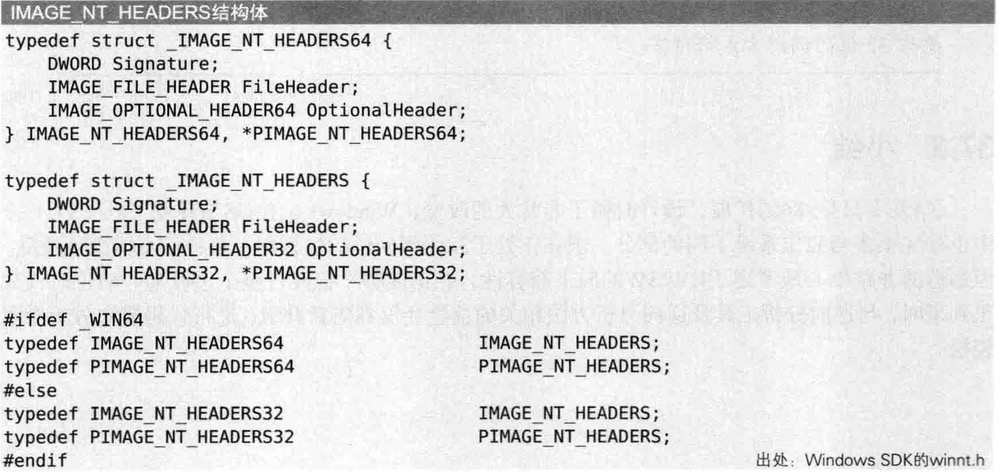 IMAGE_NT_HEADERS结构体
typedef struct _IMAGE_NT_HEADERS64 {
    DWORD Signature;
    IMAGE_FILE_HEADER FileHeader;
    IMAGE_OPTIONAL_HEADER64 OptionalHeader;
} IMAGE_NT_HEADERS64, *PIMAGE_NT_HEADERS64;

typedef struct _IMAGE_NT_HEADERS {
    DWORD Signature;
    IMAGE_FILE_HEADER FileHeader;
    IMAGE_OPTIONAL_HEADER32 OptionalHeader;
} IMAGE_NT_HEADERS32, *PIMAGE_NT_HEADERS32;

#ifdef _WIN64
typedef IMAGE_NT_HEADERS64                  IMAGE_NT_HEADERS;
typedef PIMAGE_NT_HEADERS64                 PIMAGE_NT_HEADERS;
#else
typedef IMAGE_NT_HEADERS32                  IMAGE_NT_HEADERS;
typedef PIMAGE_NT_HEADERS32                 PIMAGE_NT_HEADERS;
#endif
出处：Windows SDK的winnt.h